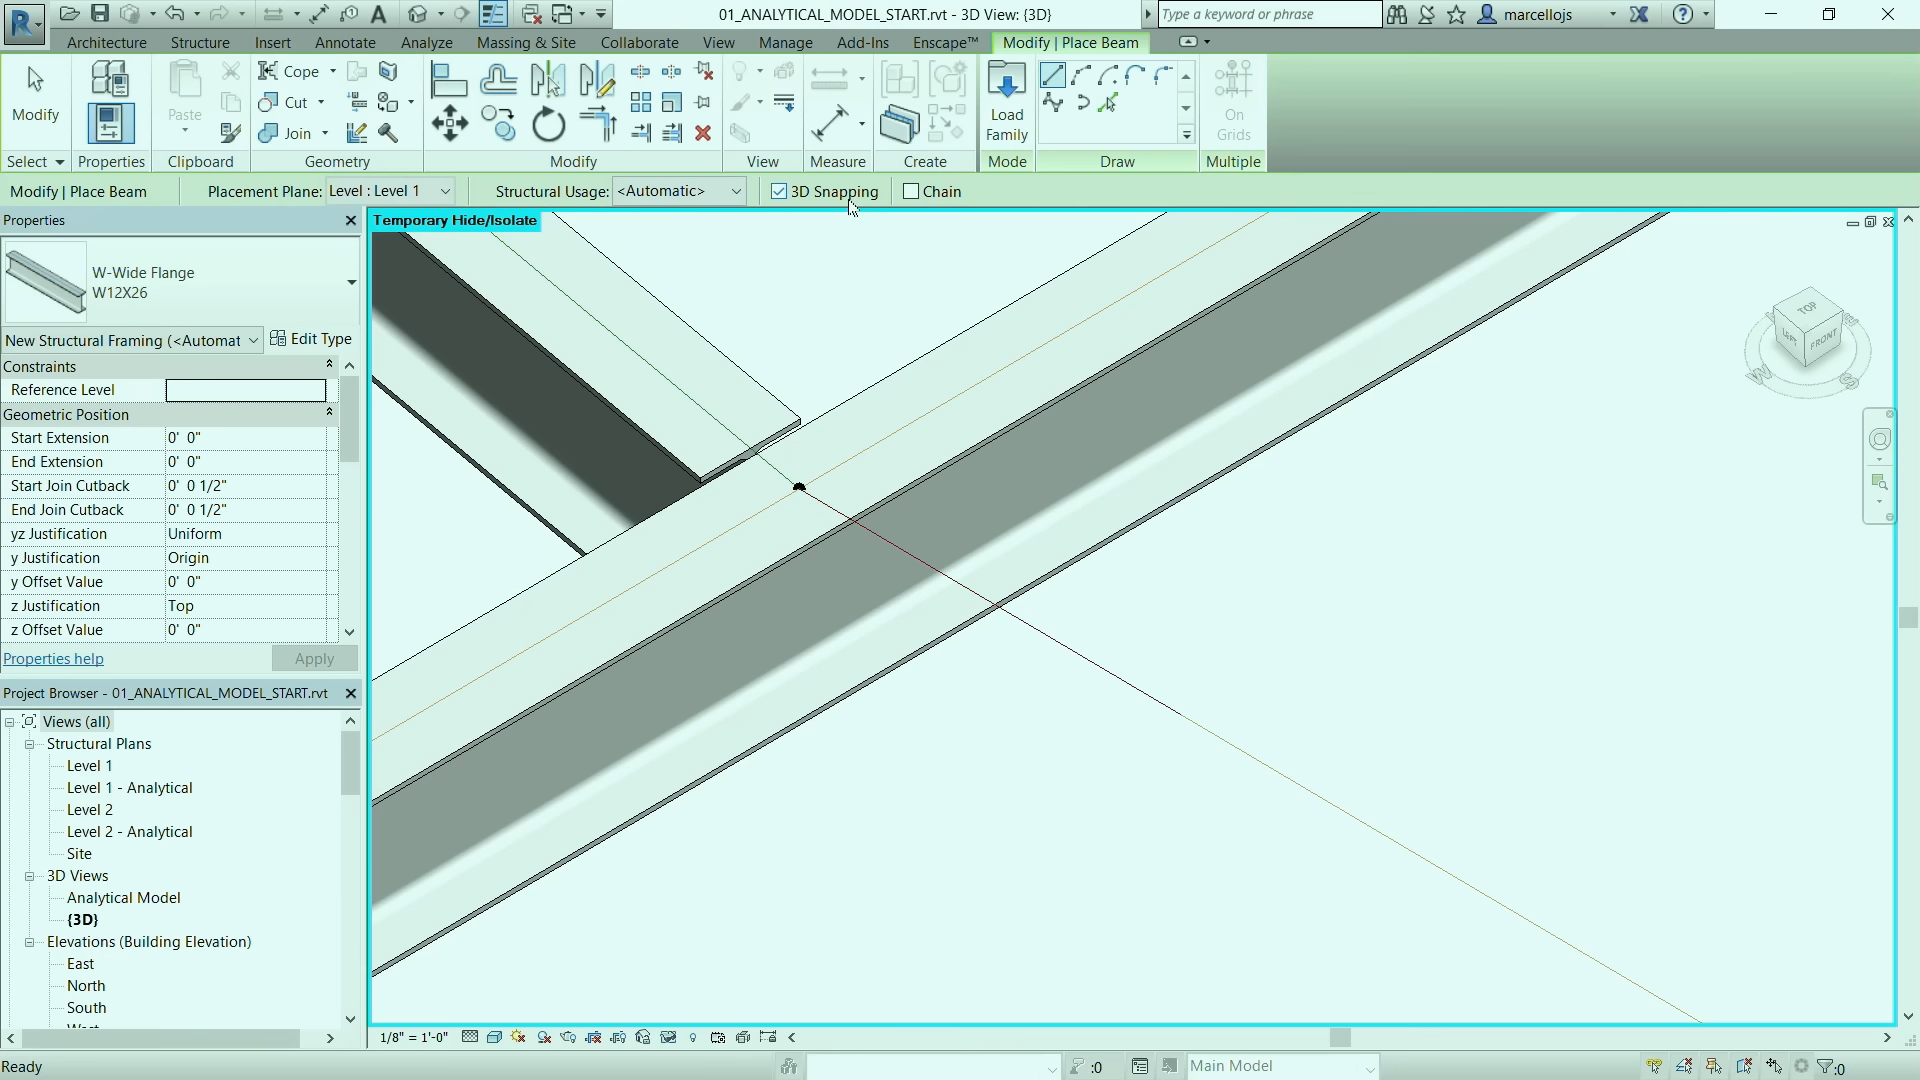 01_ANALYTICAL_MODEL_START.rvt - 3D View: {3D}
Type a keyword or phrase
marcellojs
Architecture Structure Insert Annotate Analyze Massing & Site Collaborate View Manage Add-Ins Enscape™ Modify | Place Beam
Modify
Cope
Cut
Join
Paste
Load Family
On Grids
Select Properties Clipboard Geometry Modify View Measure Create Mode Draw Multiple
Modify | Place Beam Placement Plane: Level : Level 1 Structural Usage: <Automatic> 3D Snapping Chain
Properties
Temporary Hide/Isolate
W-Wide Flange
W12X26
New Structural Framing (<Automat Edit Type
Constraints
Reference Level
Geometric Position
Start Extension 0' 0"
End Extension 0' 0"
Start Join Cutback 0' 0 1/2"
End Join Cutback 0' 0 1/2"
yz Justification Uniform
y Justification Origin
y Offset Value 0' 0"
z Justification Top
z Offset Value 0' 0"
Properties help Apply
Project Browser - 01_ANALYTICAL_MODEL_START.rvt
Views (all)
Structural Plans
Level 1
Level 1 - Analytical
Level 2
Level 2 - Analytical
Site
3D Views
Analytical Model
{3D}
Elevations (Building Elevation)
East
North
South
TOP
LEFT
FRONT
W
S
1/8" = 1'-0"
Ready
:0
Main Model
:0